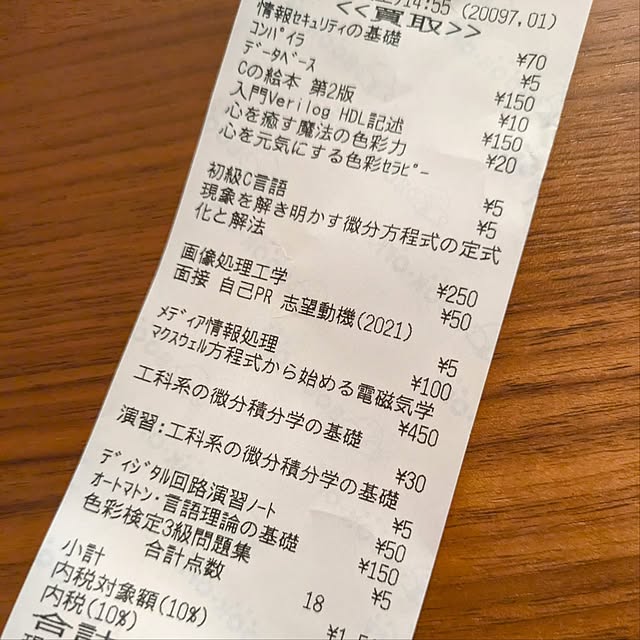 14:55 (20097,01)
<<買取>>
情報セキュリティの基礎
¥70
コンパイラ
¥5
データベース
¥150
Cの絵本 第2版
¥10
入門Verilog HDL記述
¥150
心を癒す魔法の色彩力
¥20
心を元気にする色彩セラピー
¥5
初級C言語
¥5
現象を解き明かす微分方程式の定式
化と解法
¥250
画像処理工学
¥50
面接 自己PR 志望動機(2021)
¥5
メディア情報処理
¥100
マクスウェル方程式から始める電磁気学
¥450
工科系の微分積分学の基礎
¥30
演習:工科系の微分積分学の基礎
¥5
ディジタル回路演習ノート
¥50
オートマトン・言語理論の基礎
¥150
色彩検定3級問題集
¥5
小計 合計点数 18
内税対象額(10%)
内税(10%)
合計